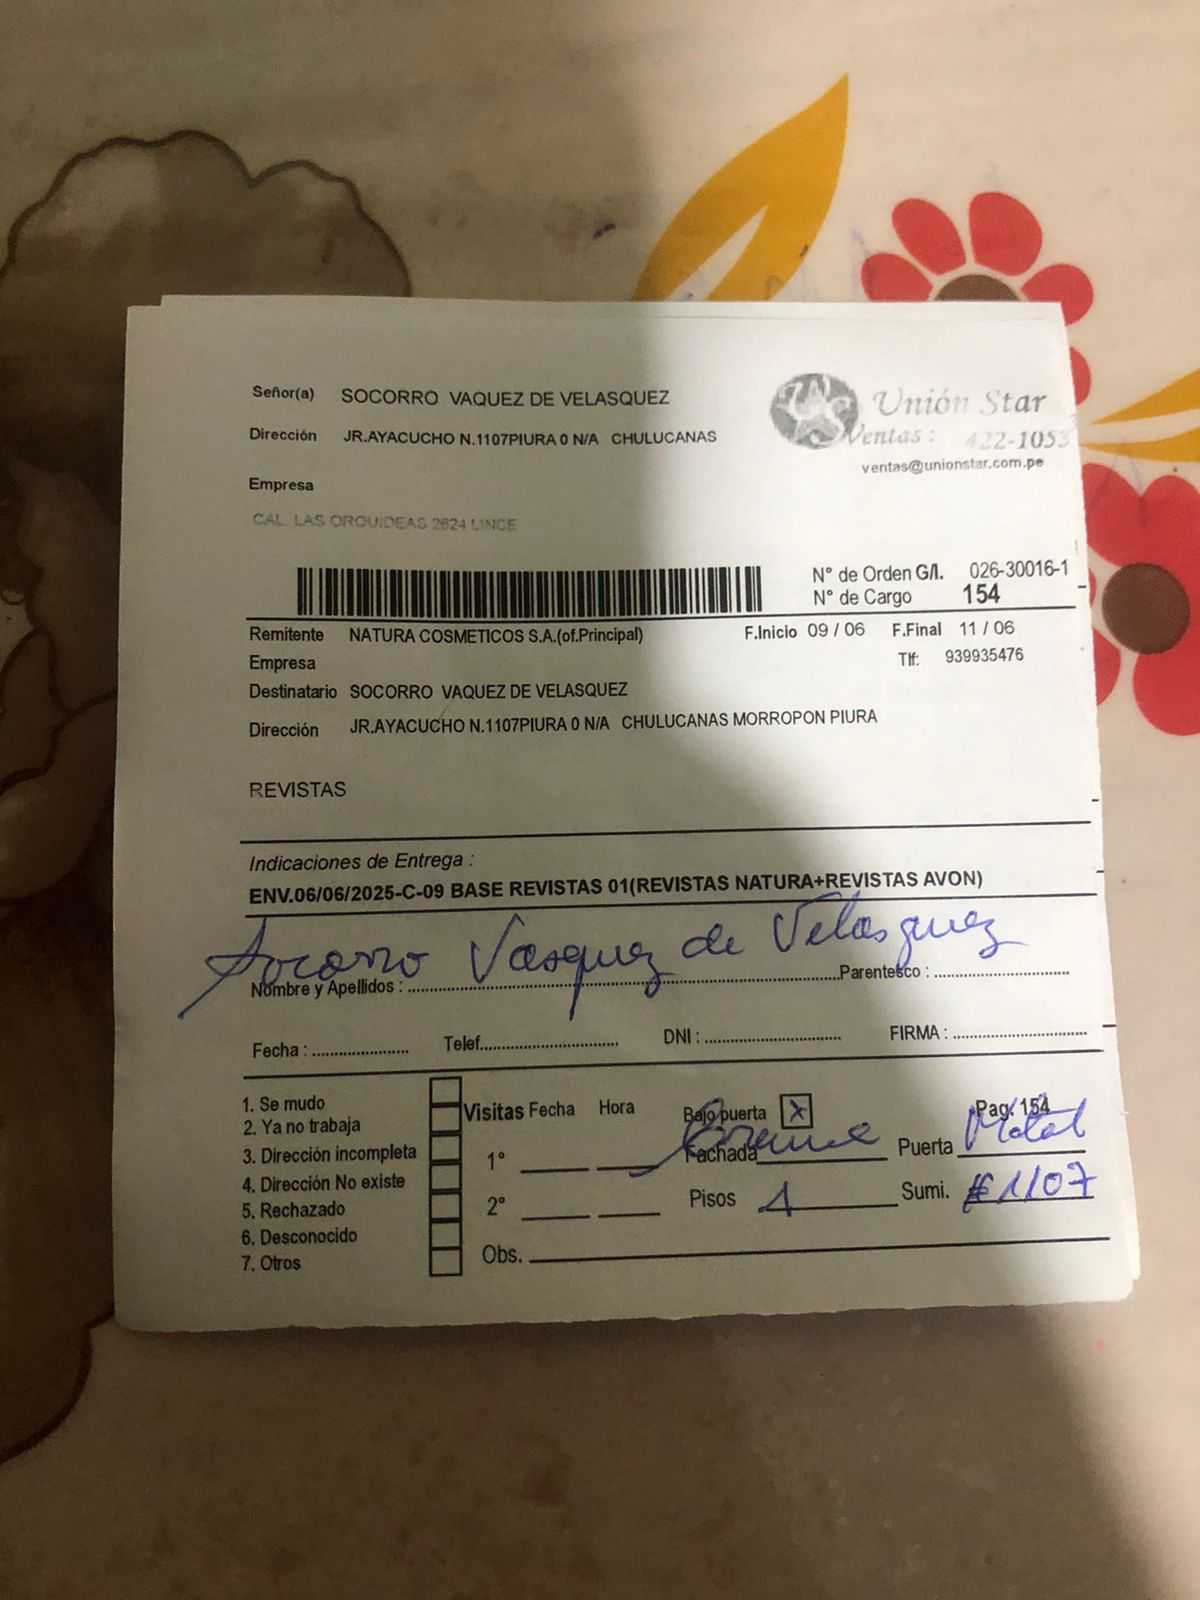 Señor(a) SOCORRO VAQUEZ DE VELASQUEZ
Unión Star
Dirección JR.AYACUCHO N.1107PIURA 0 N/A CHULUCANAS
Ventas : 422-1053
ventas@unionstar.com.pe
Empresa
CAL. LAS ORQUIDEAS 2624 LINCE
N° de Orden G/I. 026-30016-1
N° de Cargo 154
Remitente NATURA COSMETICOS S.A.(of.Principal) F.Inicio 09 / 06 F.Final 11 / 06
Empresa Tlf: 939935476
Destinatario SOCORRO VAQUEZ DE VELASQUEZ
Dirección JR.AYACUCHO N.1107PIURA 0 N/A CHULUCANAS MORROPON PIURA
REVISTAS
Indicaciones de Entrega :
ENV.06/06/2025-C-09 BASE REVISTAS 01(REVISTAS NATURA+REVISTAS AVON)
Socorro Vasquez de Velasquez
Nombre y Apellidos : Parentesco :
Fecha : Telef. DNI : FIRMA :
1. Se mudo
2. Ya no trabaja
3. Dirección incompleta
4. Dirección No existe
5. Rechazado
6. Desconocido
7. Otros
Visitas Fecha Hora Bajo puerta X Pag. 154
1° Fachada Creme Puerta Metal
2° Pisos 1 Sumi. #1107
Obs.